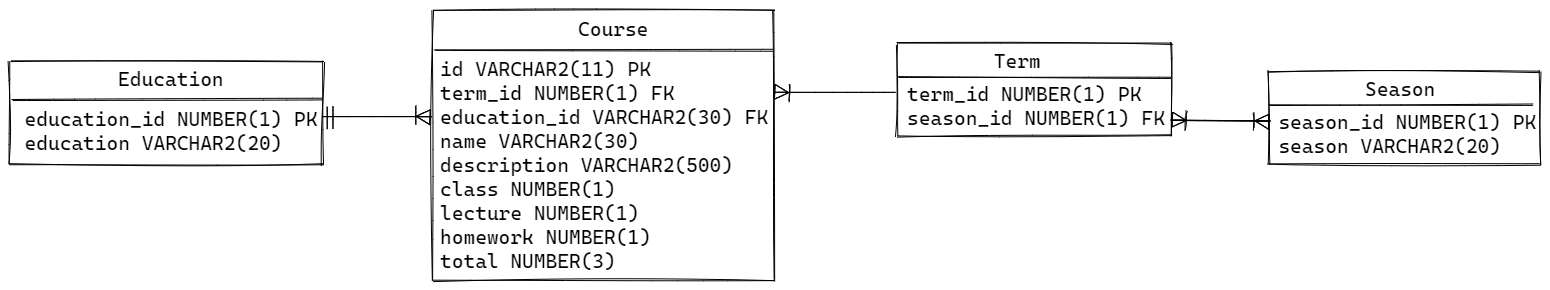 Education
education_id NUMBER(1) PK
education VARCHAR2(20)
Course
id VARCHAR2(11) PK
term_id NUMBER(1) FK
education_id VARCHAR2(30) FK
name VARCHAR2(30)
description VARCHAR2(500)
class NUMBER(1)
lecture NUMBER(1)
homework NUMBER(1)
total NUMBER(3)
Term
term_id NUMBER(1) PK
season_id NUMBER(1) FK
Season
season_id NUMBER(1) PK
season VARCHAR2(20)